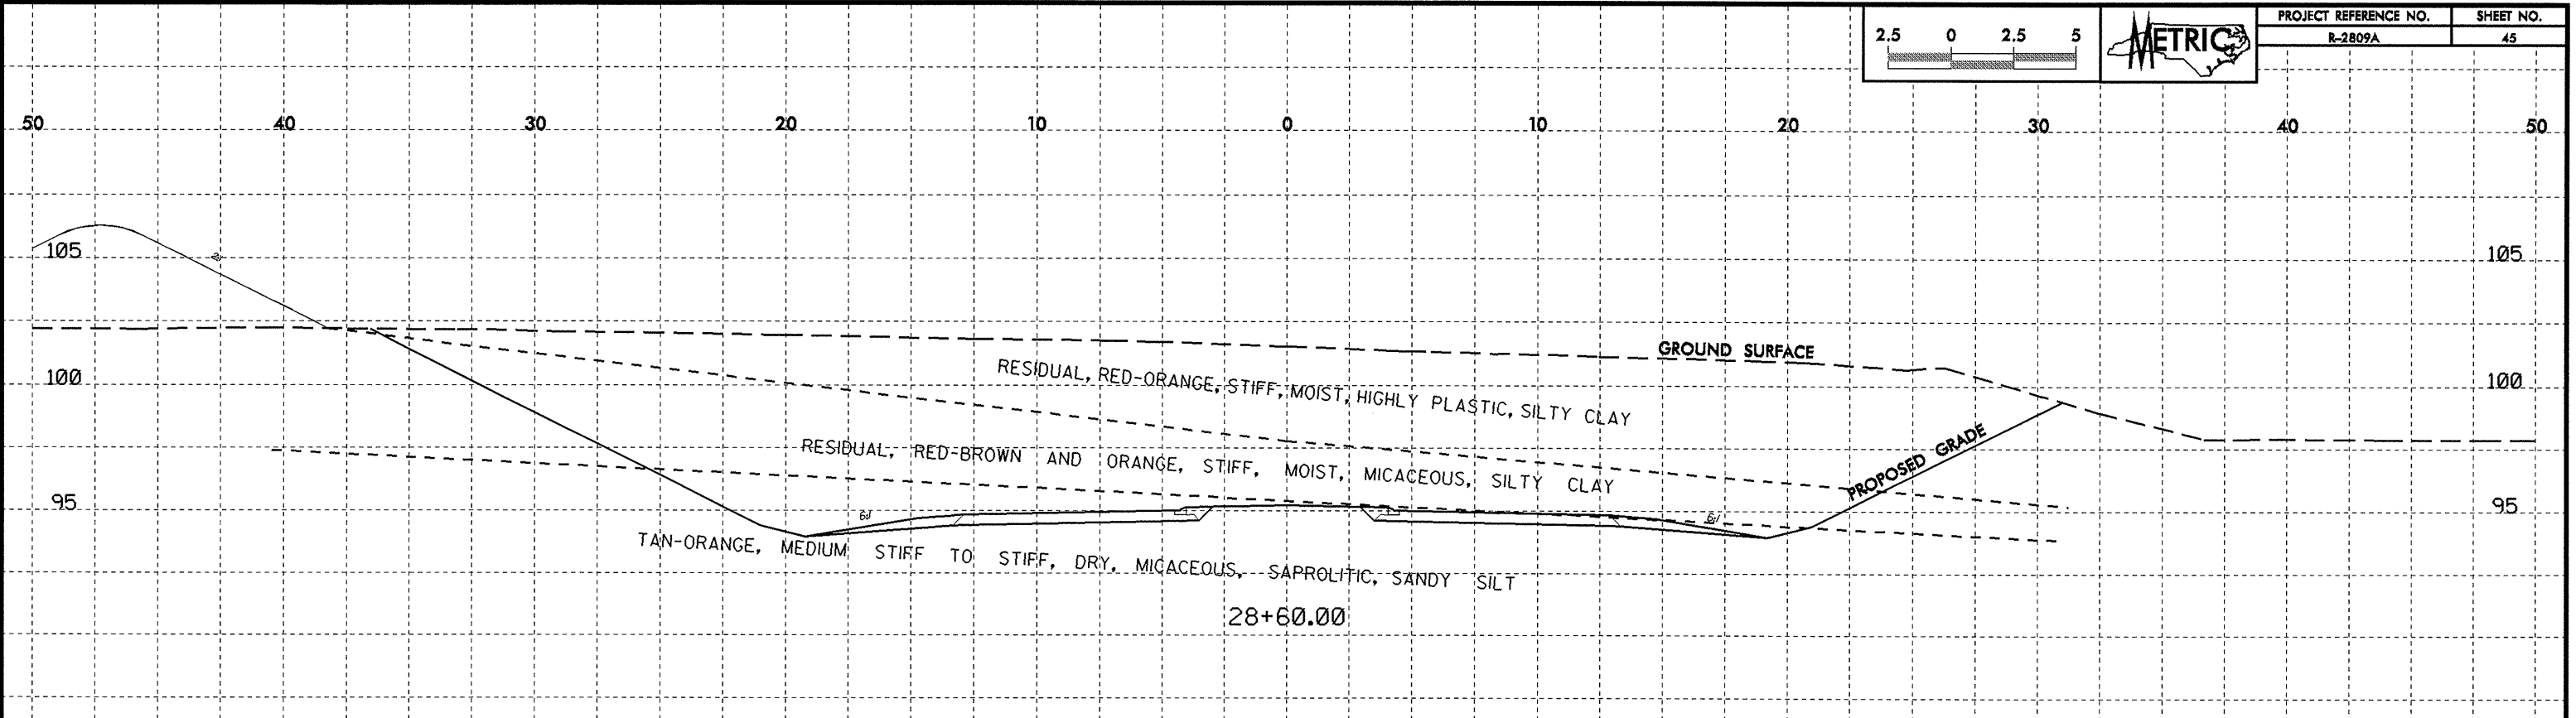 2.5 0 2.5 5
METRIC
PROJECT REFERENCE NO. SHEET NO.
R-2809A 45
50 40 30 20 10 0 10 20 30 40 50
105 105
GROUND SURFACE
100 100
RESIDUAL, RED-ORANGE, STIFF, MOIST, HIGHLY PLASTIC, SILTY CLAY
RESIDUAL, RED-BROWN AND ORANGE, STIFF, MOIST, MICACEOUS, SILTY CLAY
PROPOSED GRADE
95 95
TAN-ORANGE, MEDIUM STIFF TO STIFF, DRY, MICACEOUS, SAPROLITIC, SANDY SILT
28+60.00